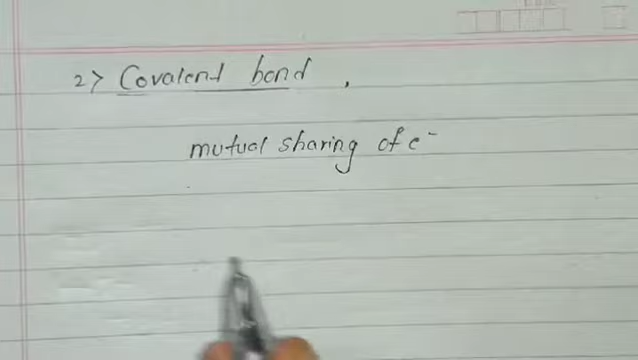 2> Covalent bond,
mutual sharing of e⁻